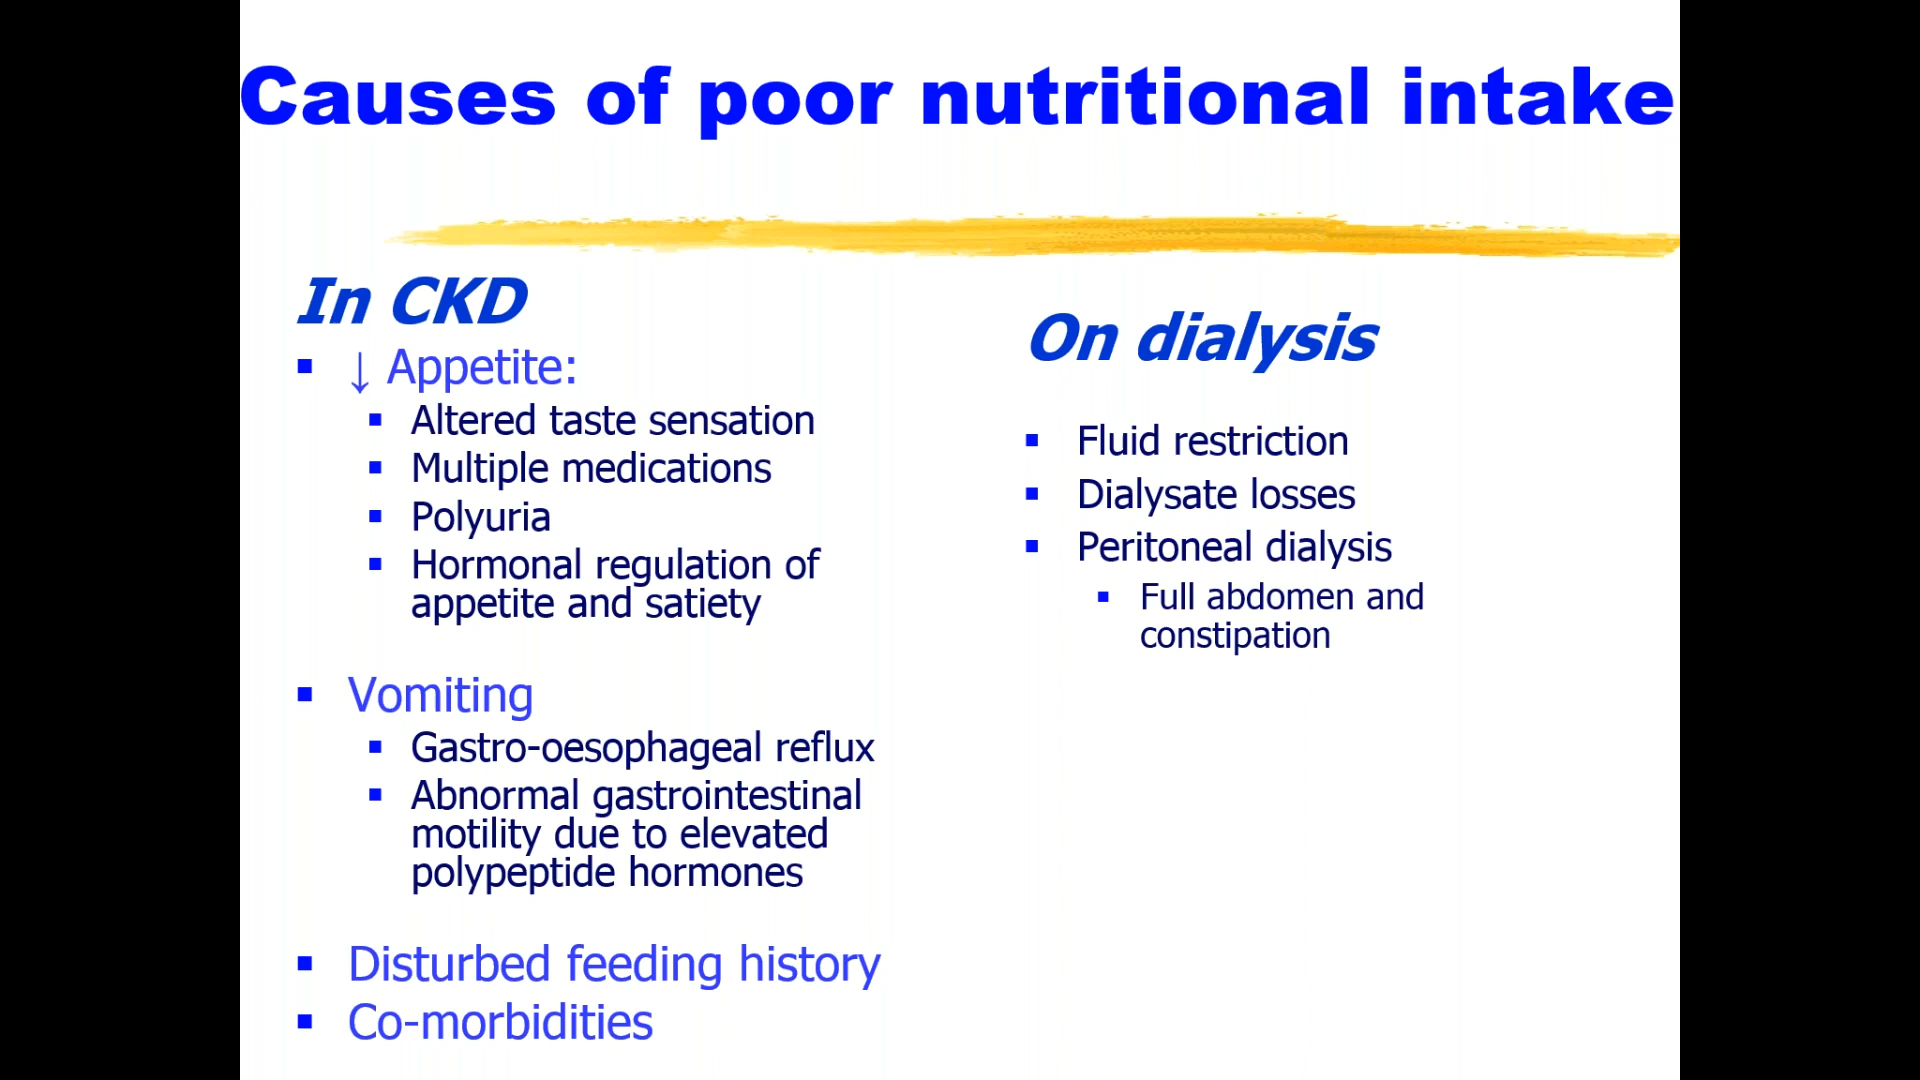 Causes of poor nutritional intake
In CKD
▪ ↓ Appetite:
▪ Altered taste sensation
▪ Multiple medications
▪ Polyuria
▪ Hormonal regulation of
appetite and satiety
▪ Vomiting
▪ Gastro-oesophageal reflux
▪ Abnormal gastrointestinal
motility due to elevated
polypeptide hormones
▪ Disturbed feeding history
▪ Co-morbidities
On dialysis
▪ Fluid restriction
▪ Dialysate losses
▪ Peritoneal dialysis
▪ Full abdomen and
constipation